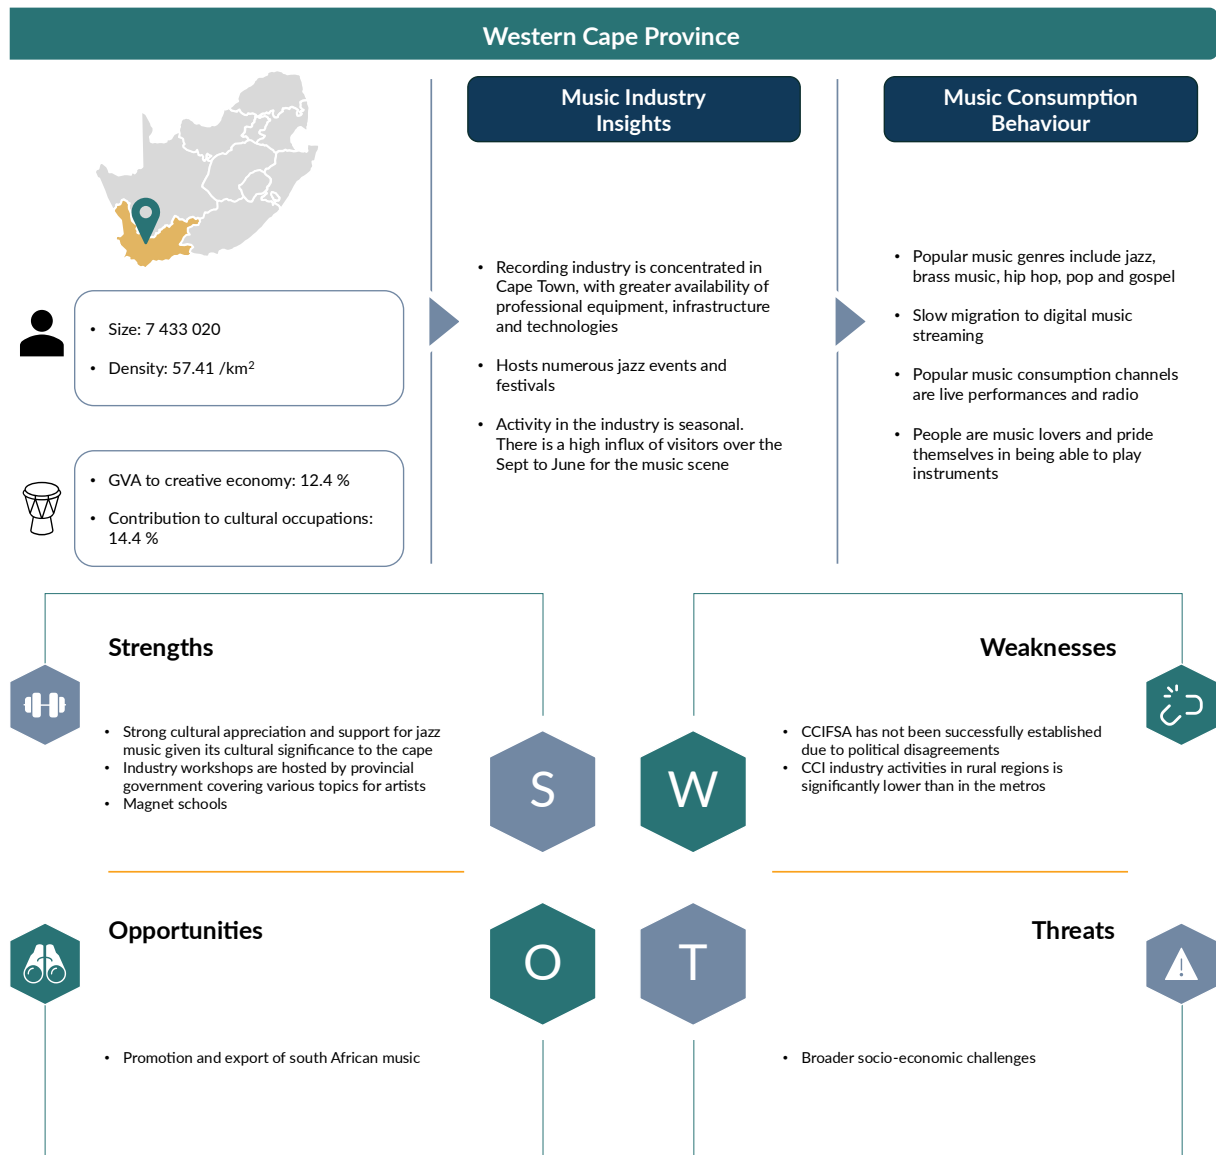 Western Cape Province
• Size: 7 433 020
• Density: 57.41 /km²
• GVA to creative economy: 12.4 %
• Contribution to cultural occupations:
14.4 %
Music Industry
Insights
• Recording industry is concentrated in
Cape Town, with greater availability of
professional equipment, infrastructure
and technologies
• Hosts numerous jazz events and
festivals
• Activity in the industry is seasonal.
There is a high influx of visitors over the
Sept to June for the music scene
Music Consumption
Behaviour
• Popular music genres include jazz,
brass music, hip hop, pop and gospel
• Slow migration to digital music
streaming
• Popular music consumption channels
are live performances and radio
• People are music lovers and pride
themselves in being able to play
instruments
Strengths
• Strong cultural appreciation and support for jazz
music given its cultural significance to the cape
• Industry workshops are hosted by provincial
government covering various topics for artists
• Magnet schools
S
W
Weaknesses
• CCIFSA has not been successfully established
due to political disagreements
• CCI industry activities in rural regions is
significantly lower than in the metros
Opportunities
• Promotion and export of south African music
O
T
Threats
• Broader socio-economic challenges